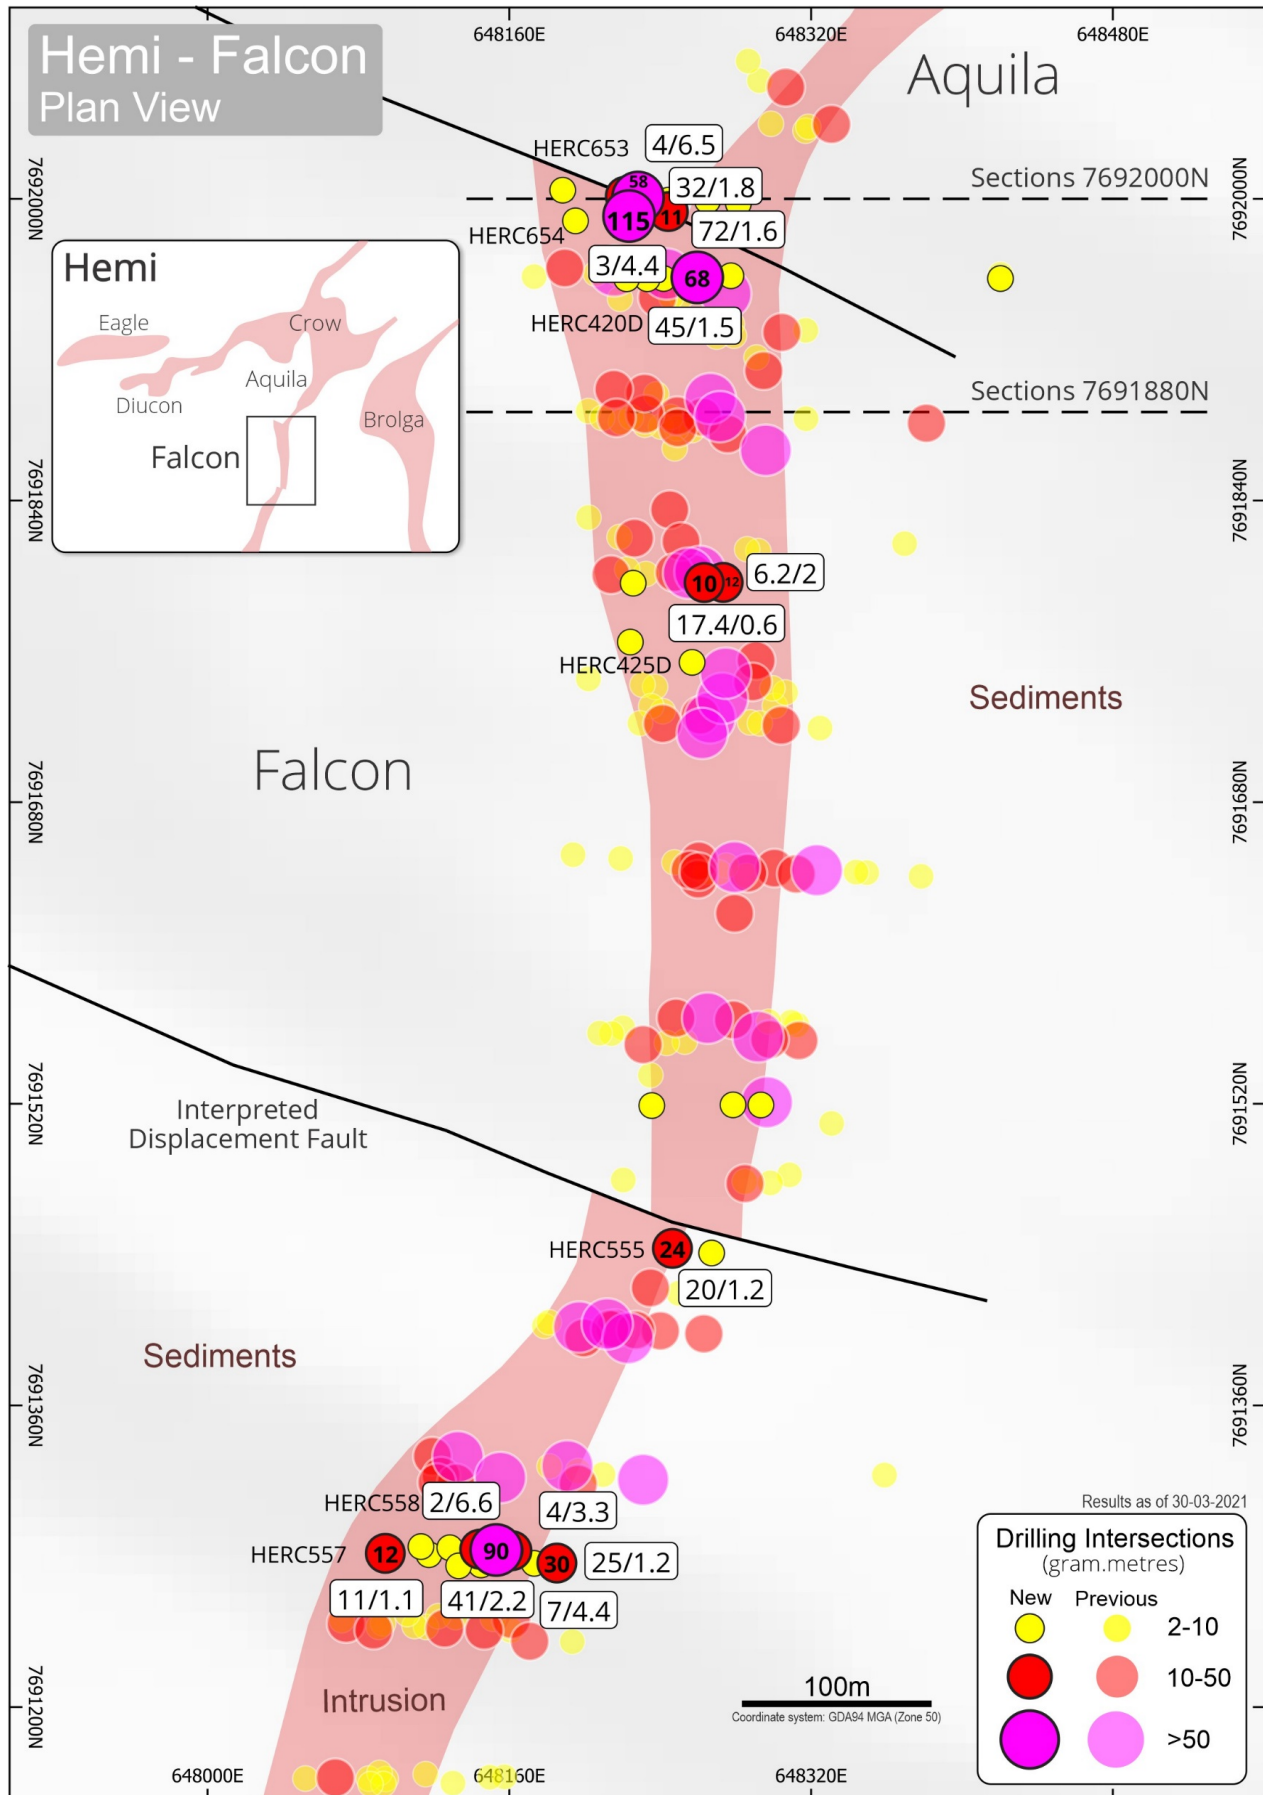 648160E
648320E
648480E
Hemi - Falcon
Plan View
Aquila
HERC653
4/6.5
58
32/1.8
Sections 7692000N
7692000N
7692000N
115
11
72/1.6
HERC654
3/4.4
68
HERC420D
45/1.5
Hemi
Eagle
Crow
Aquila
Diucon
Brolga
Falcon
Sections 7691880N
7691840N
7691840N
10
12
6.2/2
17.4/0.6
HERC425D
Sediments
Falcon
7691680N
7691680N
Interpreted
Displacement Fault
7691520N
7691520N
HERC555
24
20/1.2
Sediments
7691360N
7691360N
HERC558
2/6.6
4/3.3
HERC557
12
90
30
25/1.2
11/1.1
41/2.2
7/4.4
Results as of 30-03-2021
Drilling Intersections
(gram.metres)
New
Previous
2-10
10-50
>50
Intrusion
100m
Coordinate system: GDA94 MGA (Zone 50)
7691200N
7691200N
648000E
648160E
648320E